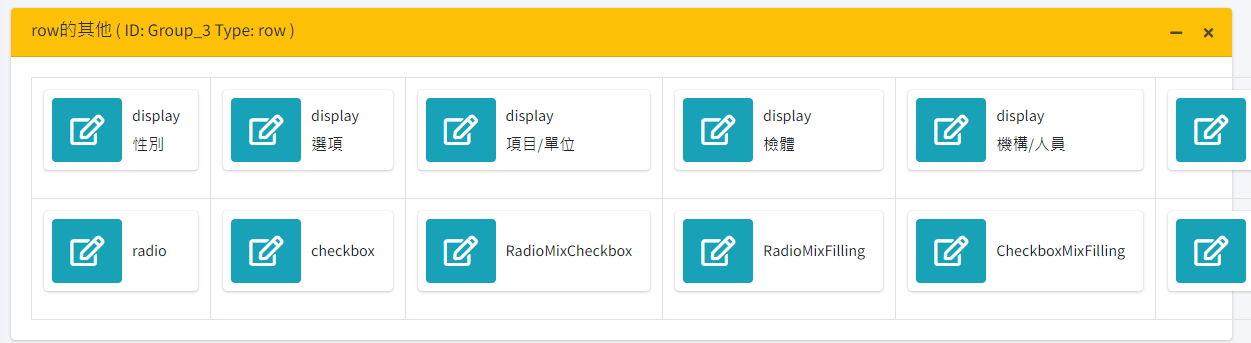 row的其他 ( ID: Group_3 Type: row )
display
性別
display
選項
display
項目/單位
display
檢體
display
機構/人員
radio
checkbox
RadioMixCheckbox
RadioMixFilling
CheckboxMixFilling